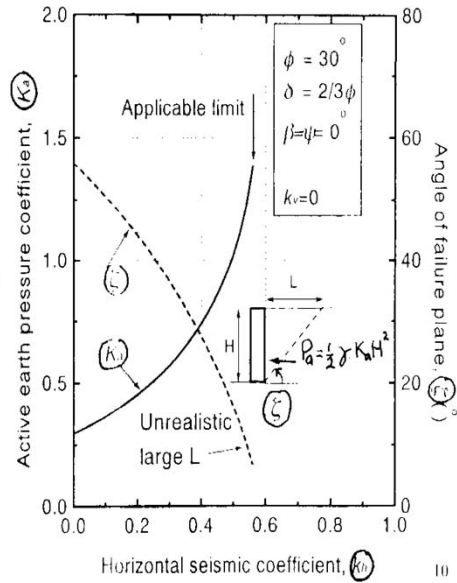 2.0
1.5
1.0
0.5
0.0
Active earth pressure coefficient, Ka
80
60
40
20
0
Angle of failure plane, ζ(°)
ϕ = 30°
δ = 2/3ϕ
β=ψ=0°
kv=0
Applicable limit
ζ
Ka
L
H
Pa=½γKaH²
ζ
Unrealistic
large L
0.0 0.2 0.4 0.6 0.8 1.0
Horizontal seismic coefficient, kh
10